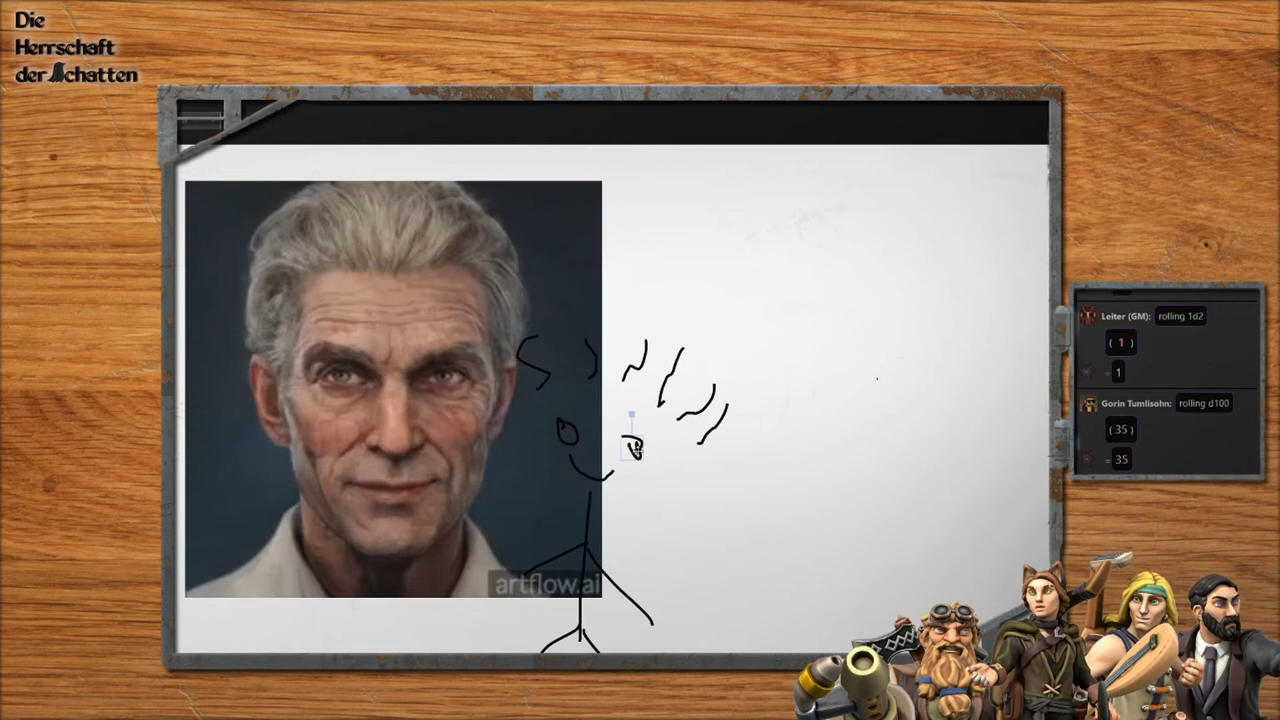 Die
Herrschaft
der Schatten
artflow.ai
Leiter (GM): rolling 1d2
( 1 )
= 1
Gorin Tumlisohn: rolling d100
( 35 )
= 35